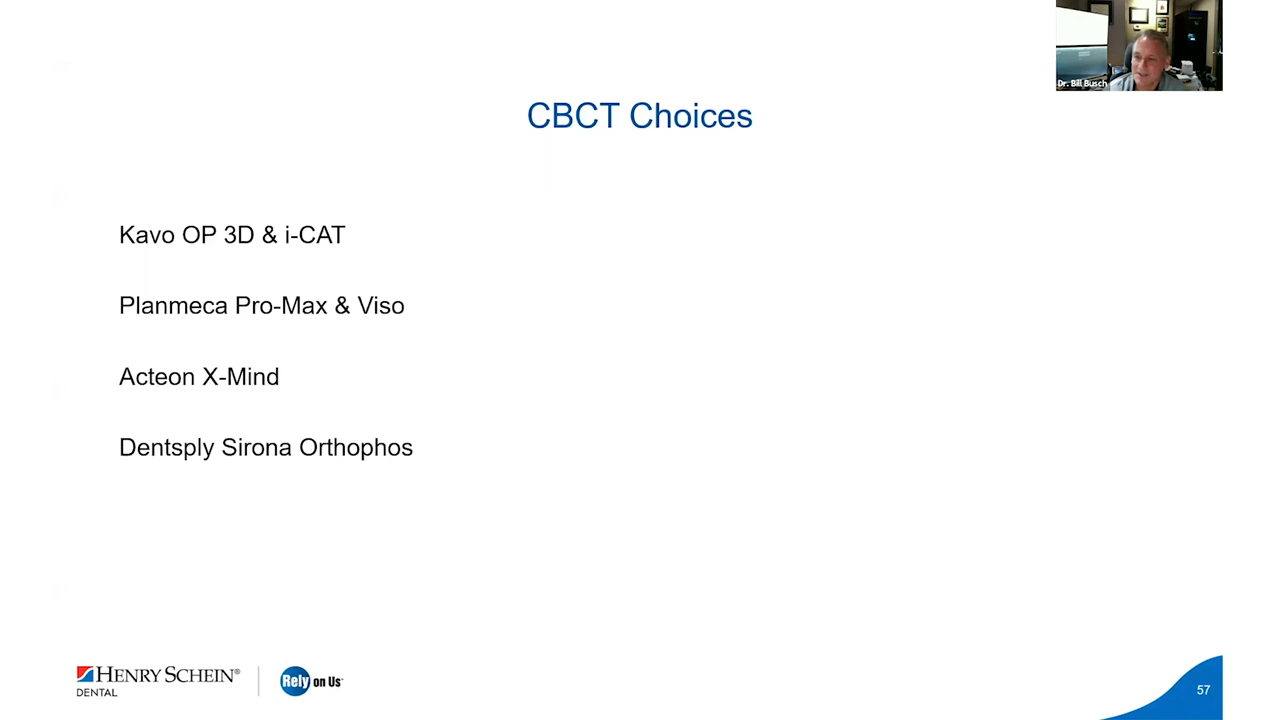 Dr. Bill Busch
CBCT Choices
Kavo OP 3D & i-CAT
Planmeca Pro-Max & Viso
Acteon X-Mind
Dentsply Sirona Orthophos
HENRY SCHEIN®
DENTAL
Rely on Us™
57